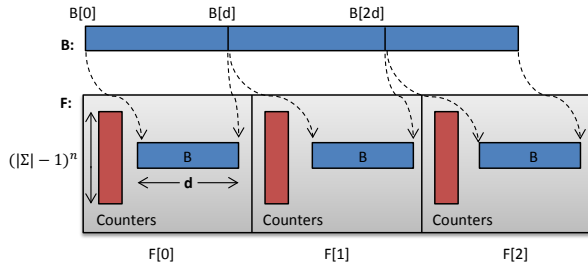 B[0] B[d] B[2d]
B:
F:
(|Σ| − 1)ⁿ
B B B
d
Counters Counters Counters
F[0] F[1] F[2]